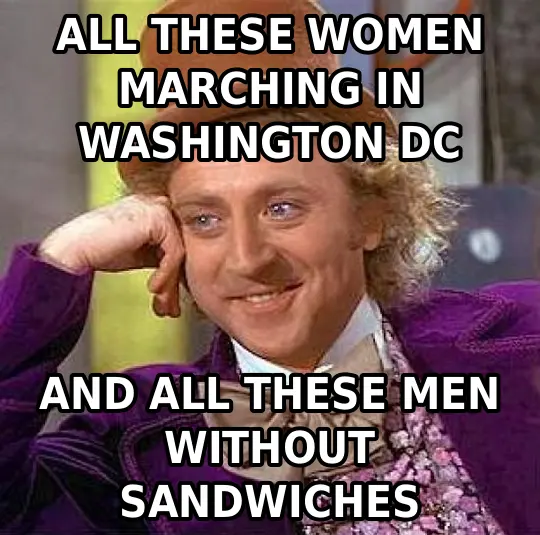 ALL THESE WOMEN
MARCHING IN
WASHINGTON DC
AND ALL THESE MEN
WITHOUT
SANDWICHES